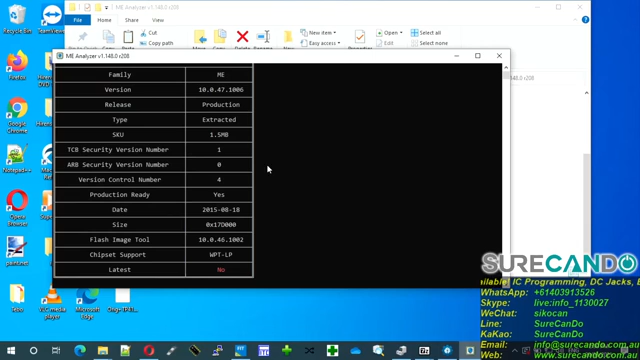 Recycle Bin
TeamViewer
File
Home
Share
View
Cut
Copy path
New item
Easy access
Open
Edit
Select all
Select none
ME Analyzer v1.148.0 r208
Family ME
Version 10.0.47.1006
Release Production
Type Extracted
SKU 1.5MB
TCB Security Version Number 1
ARB Security Version Number 0
Version Control Number 4
Production Ready Yes
Date 2015-08-18
Size 0x17D000
Flash Image Tool 10.0.46.1002
Chipset Support WPT-LP
Latest No
Firefox
Google Chrome
Notepad++
Opera Browser
paint.net
VLC media player
Microsoft Edge
SURECANDO
ailable] IC Programming, DC Jacks, B
WhatsApp: +61403913526
Skype: live:info_1130027
WeChat: sikocan
Line: SureCanDo
KaKao: SureCanDo
Email: info@surecando.com.au
Web: www.surecando.com.au